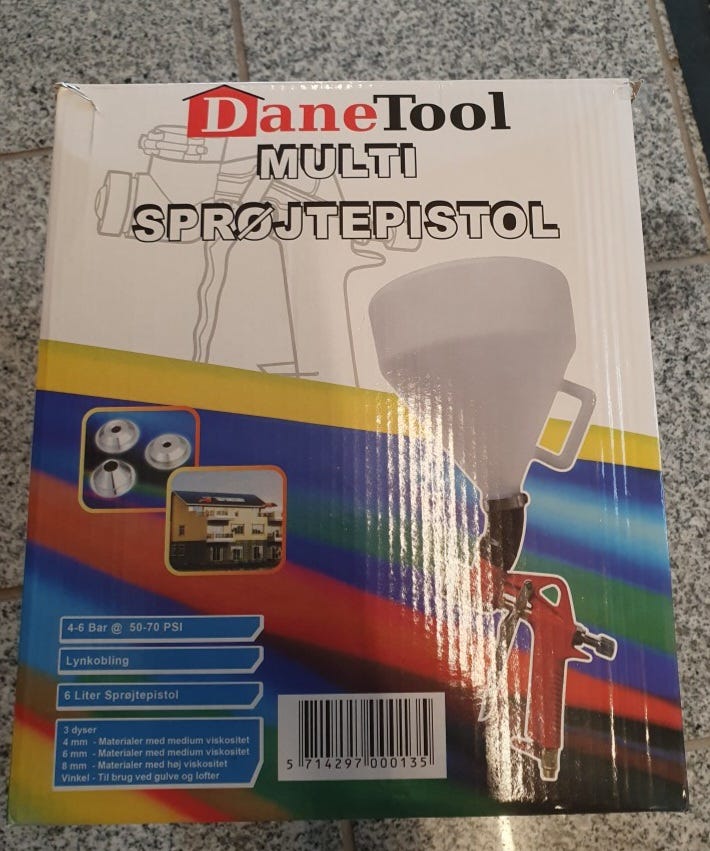 DaneTool
MULTI
SPRØJTEPISTOL
4-6 Bar @ 50-70 PSI
Lynkobling
6 Liter Sprøjtepistol
3 dyser
4 mm - Materialer med medium viskositet
6 mm - Materialer med medium viskositet
8 mm - Materialer med høj viskositet
Vinkel - Til brug ved gulve og lofter
5 714297 000135